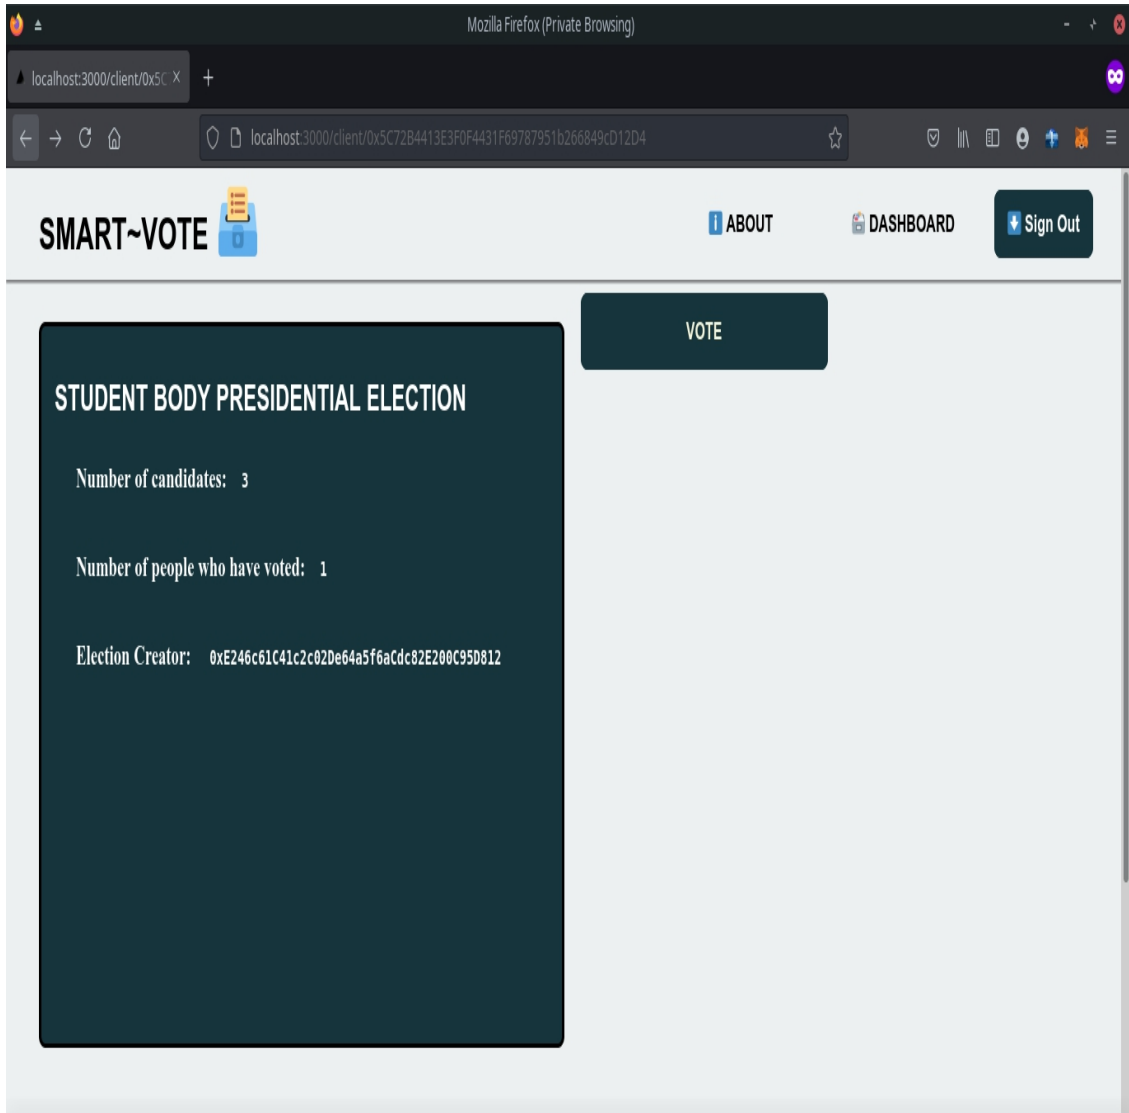 Mozilla Firefox (Private Browsing)
localhost:3000/client/0x5C
localhost:3000/client/0x5C72B4413E3F0F4431F69787951b266849cD12D4
SMART~VOTE
ABOUT
DASHBOARD
Sign Out
VOTE
STUDENT BODY PRESIDENTIAL ELECTION
Number of candidates: 3
Number of people who have voted: 1
Election Creator: 0xE246c61C41c2c02De64a5f6aCdc82E200C95D812